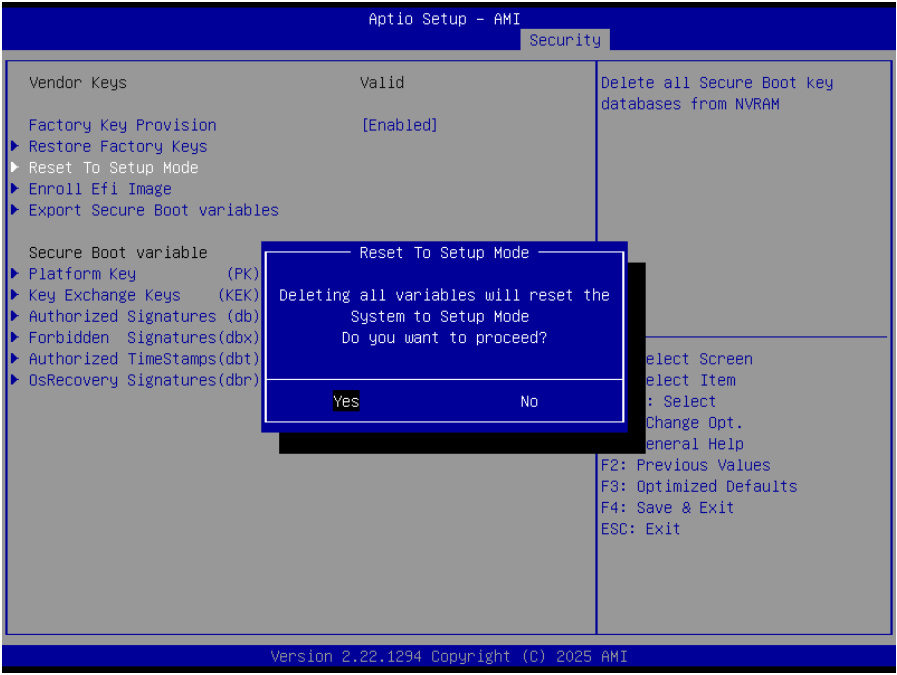 Aptio Setup – AMI
Security
Vendor Keys Valid
Factory Key Provision [Enabled]
Restore Factory Keys
Reset To Setup Mode
Enroll Efi Image
Export Secure Boot variables
Secure Boot variable
Platform Key (PK)
Key Exchange Keys (KEK)
Authorized Signatures (db)
Forbidden Signatures(dbx)
Authorized TimeStamps(dbt)
OsRecovery Signatures(dbr)
Reset To Setup Mode
Deleting all variables will reset the
System to Setup Mode
Do you want to proceed?
Yes No
Delete all Secure Boot key
databases from NVRAM
elect Screen
elect Item
: Select
Change Opt.
eneral Help
F2: Previous Values
F3: Optimized Defaults
F4: Save & Exit
ESC: Exit
Version 2.22.1294 Copyright (C) 2025 AMI